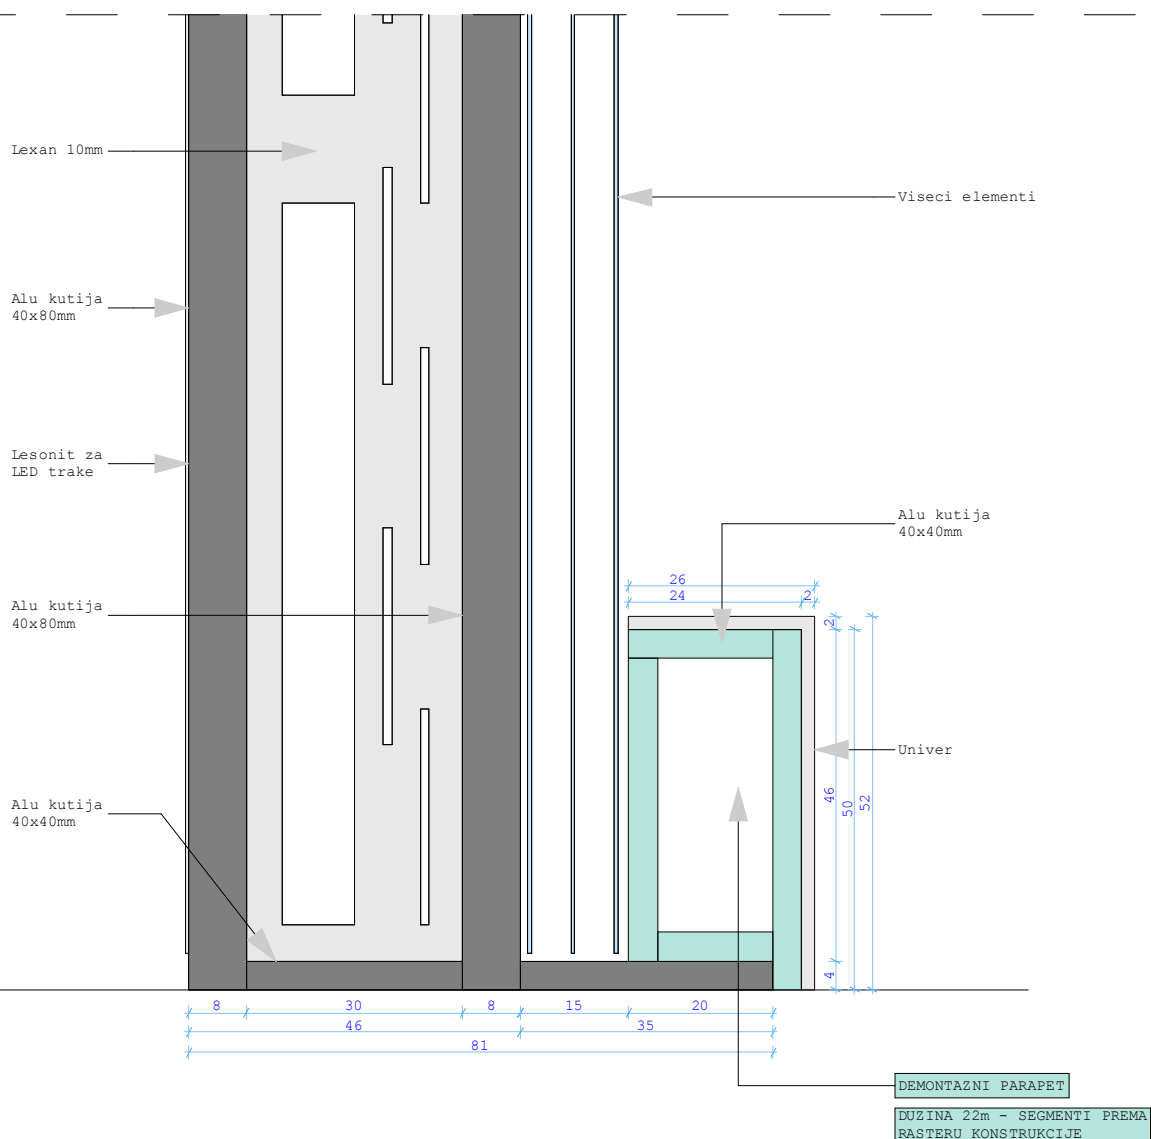 Lexan 10mm
Viseci elementi
Alu kutija
40x80mm
Lesonit za
LED trake
Alu kutija
40x40mm
26
24
2
Alu kutija
40x80mm
2
Univer
46
50
52
Alu kutija
40x40mm
4
8
30
8
15
20
46
35
81
DEMONTAZNI PARAPET
DUZINA 22m - SEGMENTI PREMA
RASTERU KONSTRUKCIJE